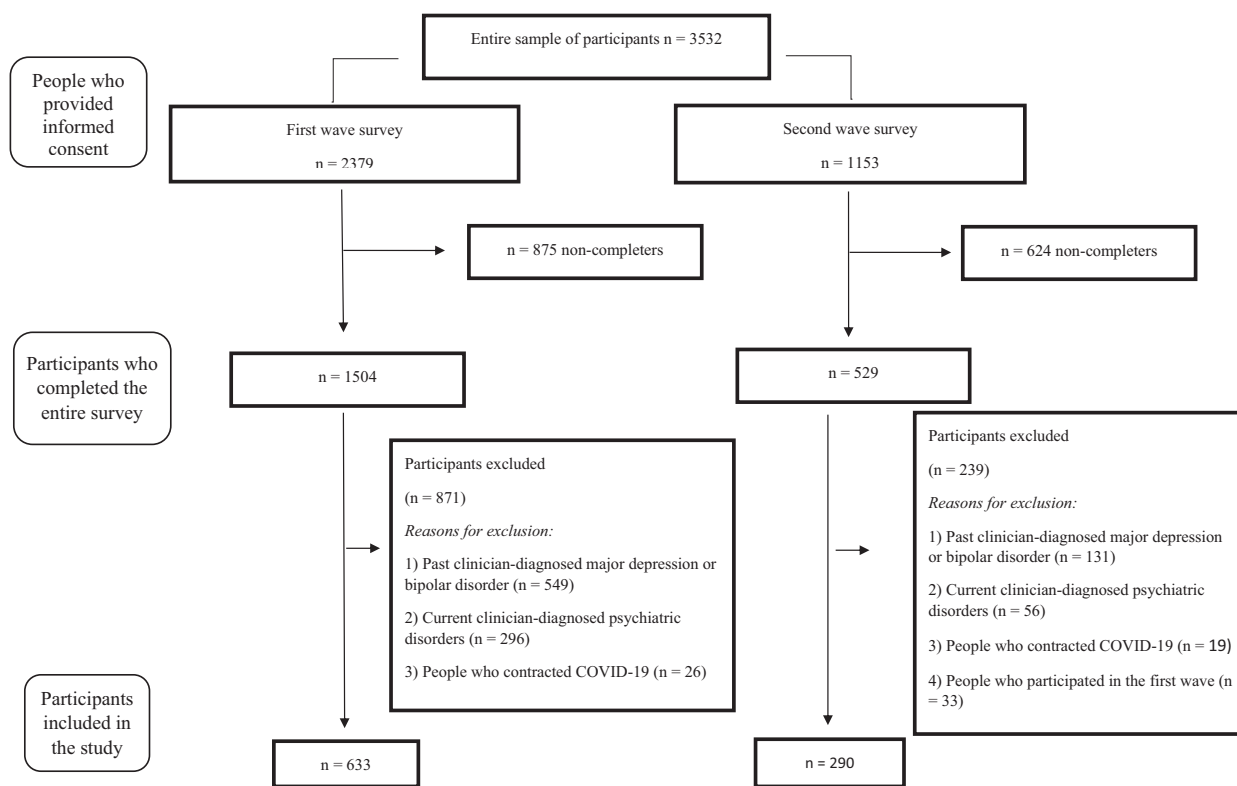 Entire sample of participants n = 3532
People who
provided
informed
consent
First wave survey
n = 2379
Second wave survey
n = 1153
n = 875 non-completers
n = 624 non-completers
Participants who
completed the
entire survey
n = 1504
n = 529
Participants excluded
(n = 871)
Reasons for exclusion:
1) Past clinician-diagnosed major depression or
bipolar disorder (n = 549)
2) Current clinician-diagnosed psychiatric
disorders (n = 296)
3) People who contracted COVID-19 (n = 26)
Participants excluded
(n = 239)
Reasons for exclusion:
1) Past clinician-diagnosed major depression
or bipolar disorder (n = 131)
2) Current clinician-diagnosed psychiatric
disorders (n = 56)
3) People who contracted COVID-19 (n = 19)
4) People who participated in the first wave (n
= 33)
Participants
included in
the study
n = 633
n = 290